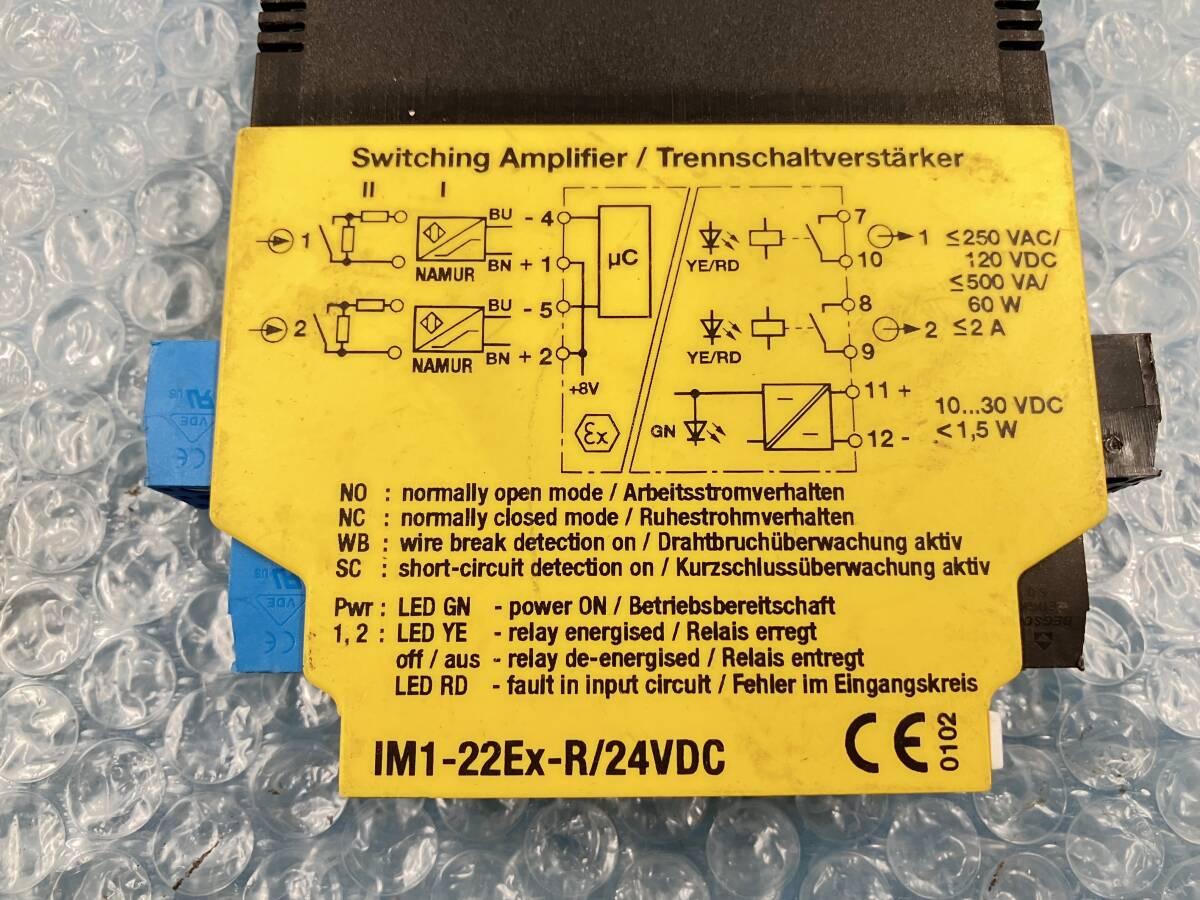 Switching Amplifier / Trennschaltverstärker
II I
1 NAMUR BU - 4 BN + 1
2 NAMUR BU - 5 BN + 2
+8V
µC
Ex
YE/RD 7 10 1
YE/RD 8 9 2
≤250 VAC/
120 VDC
≤500 VA/
60 W
≤2 A
GN 11 + 12 -
10...30 VDC
<1,5 W
NO : normally open mode / Arbeitsstromverhalten
NC : normally closed mode / Ruhestrohmverhalten
WB : wire break detection on / Drahtbruchüberwachung aktiv
SC : short-circuit detection on / Kurzschlussüberwachung aktiv
Pwr : LED GN - power ON / Betriebsbereitschaft
1, 2 : LED YE - relay energised / Relais erregt
off / aus - relay de-energised / Relais entregt
LED RD - fault in input circuit / Fehler im Eingangskreis
IM1-22Ex-R/24VDC
CE 0102
VDE
CE
VDE
CE